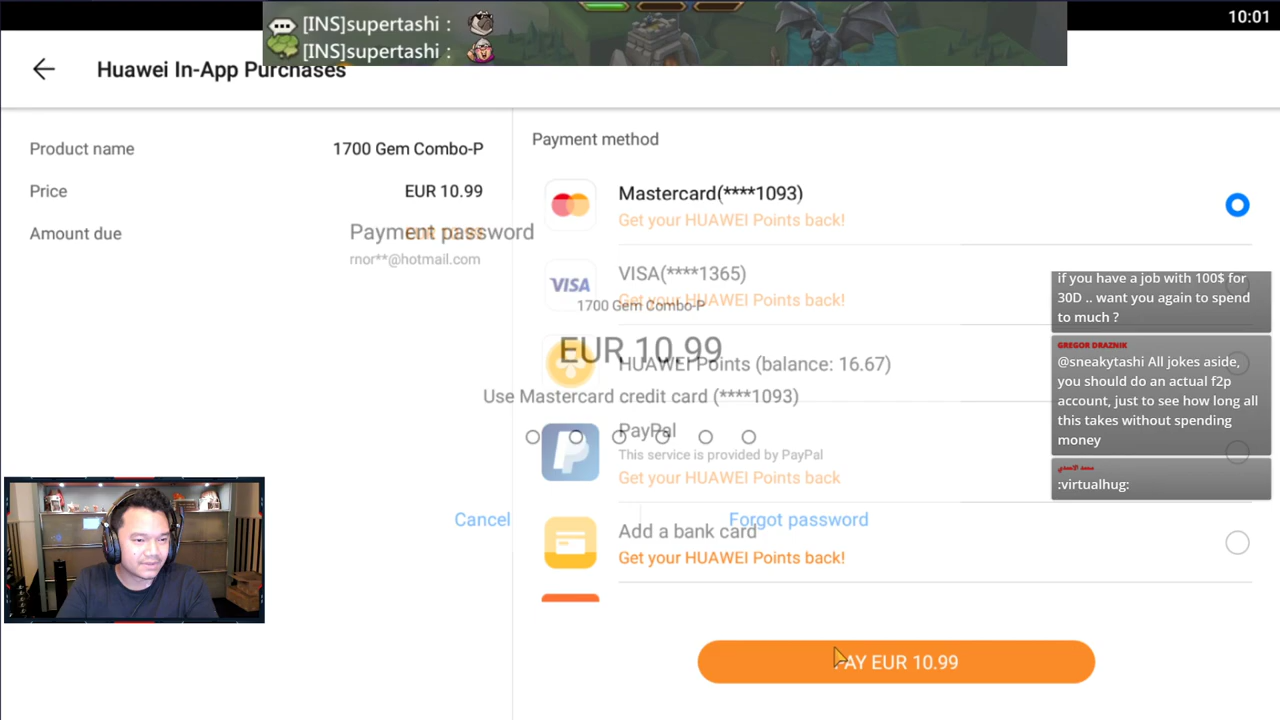 [INS]supertashi :
[INS]supertashi :
10:01
Huawei In-App Purchases
Product name
1700 Gem Combo-P
Price
EUR 10.99
Amount due
Payment password
rnor**@hotmail.com
1700 Gem Combo-P
EUR 10.99
Use Mastercard credit card (****1093)
Cancel
Forgot password
Payment method
Mastercard(****1093)
Get your HUAWEI Points back!
VISA
VISA(****1365)
Get your HUAWEI Points back!
HUAWEI Points (balance: 16.67)
PayPal
This service is provided by PayPal
Get your HUAWEI Points back
Add a bank card
Get your HUAWEI Points back!
PAY EUR 10.99
if you have a job with 100$ for
30D .. want you again to spend
to much ?
GREGOR DRAZNIK
@sneakytashi All jokes aside,
you should do an actual f2p
account, just to see how long all
this takes without spending
money
:virtualhug: